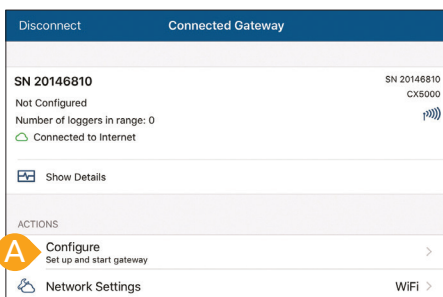 Disconnect Connected Gateway
SN 20146810 SN 20146810
Not Configured CX5000
Number of loggers in range: 0
Connected to Internet
Show Details
ACTIONS
A Configure
Set up and start gateway
Network Settings WiFi